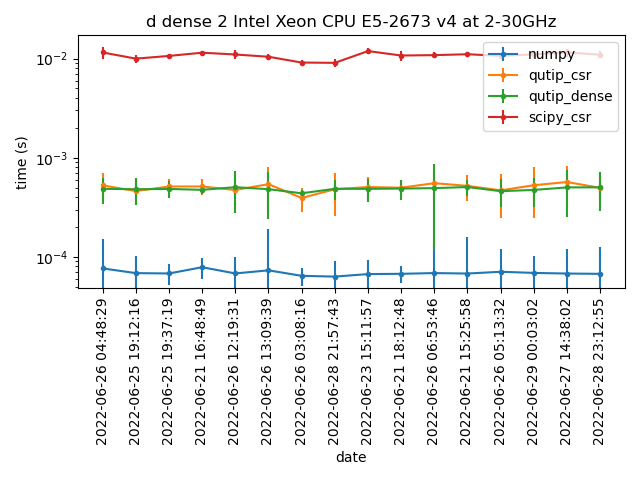 d dense 2 Intel Xeon CPU E5-2673 v4 at 2-30GHz
numpy
qutip_csr
qutip_dense
scipy_csr
time (s)
10^-2
10^-3
10^-4
2022-06-26 04:48:29
2022-06-25 19:12:16
2022-06-25 19:37:19
2022-06-21 16:48:49
2022-06-26 12:19:31
2022-06-26 13:09:39
2022-06-26 03:08:16
2022-06-28 21:57:43
2022-06-23 15:11:57
2022-06-21 18:12:48
2022-06-26 06:53:46
2022-06-21 15:25:58
2022-06-26 05:13:32
2022-06-29 00:03:02
2022-06-27 14:38:02
2022-06-28 23:12:55
date